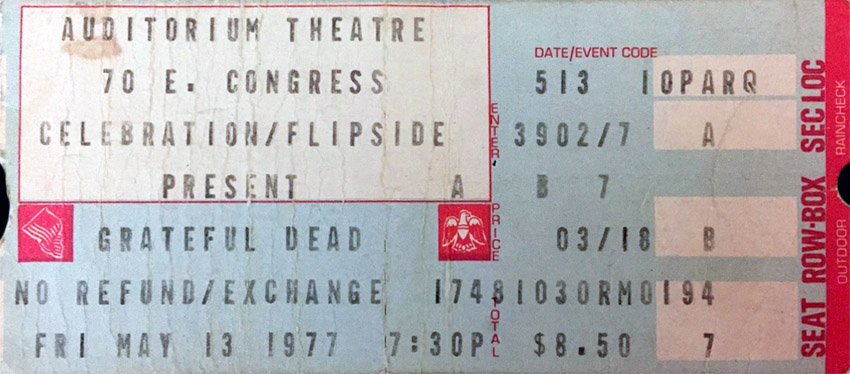 AUDITORIUM THEATRE
70 E. CONGRESS
CELEBRATION/FLIPSIDE
PRESENT A B 7
GRATEFUL DEAD
NO REFUND/EXCHANGE 17481030RM0194
FRI MAY 13 1977 7:30P $8.50 7
DATE/EVENT CODE
513 10PARQ
3902/7 A
03/18 B
ENTER
PRICE
TOTAL
SEAT ROW-BOX SEC LOC
OUTDOOR RAINCHECK